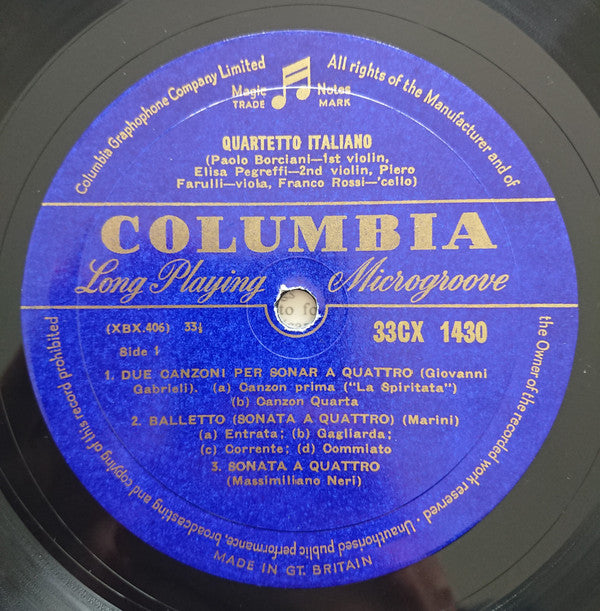 Columbia Graphophone Company Limited
All rights of the Manufacturer and of
the Owner of the recorded work reserved · Unauthorised public performance, broadcasting and copying of this record prohibited
Magic Notes
TRADE MARK
QUARTETTO ITALIANO
(Paolo Borciani—1st violin,
Elisa Pegreffi—2nd violin, Piero
Farulli—viola, Franco Rossi—'cello)
COLUMBIA
Long Playing Microgroove
(XBX.406) 33⅓
33CX 1430
Side 1
1. DUE CANZONI PER SONAR A QUATTRO (Giovanni
Gabrieli). (a) Canzon prima ("La Spiritata")
(b) Canzon Quarta
2. BALLETTO (SONATA A QUATTRO) (Marini)
(a) Entrata; (b) Gagliarda;
(c) Corrente; (d) Oommiato
3. SONATA A QUATTRO
(Massimiliano Neri)
MADE IN GT. BRITAIN